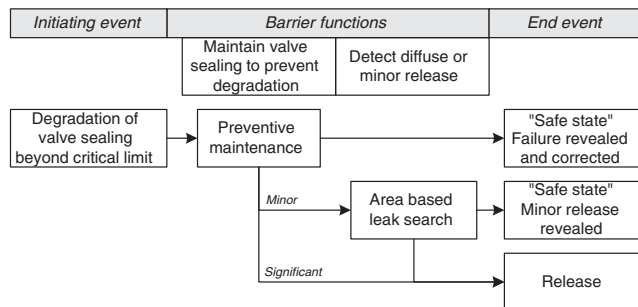 Initiating event
Barrier functions
End event
Maintain valve
sealing to prevent
degradation
Detect diffuse or
minor release
Degradation of
valve sealing
beyond critical limit
Preventive
maintenance
"Safe state"
Failure revealed
and corrected
Minor
Area based
leak search
"Safe state"
Minor release
revealed
Significant
Release